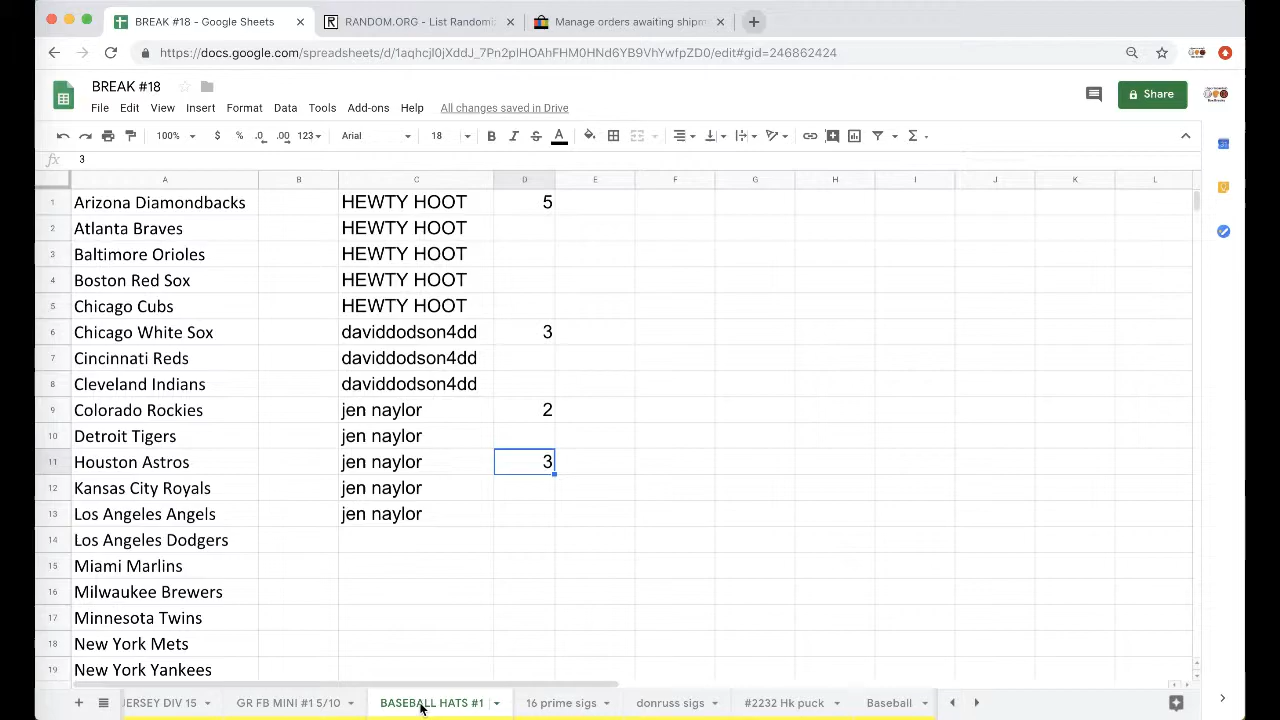 BREAK #18 - Google Sheets
RANDOM.ORG - List Randomi
Manage orders awaiting shipm
https://docs.google.com/spreadsheets/d/1aqhcjI0jXddJ_7Pn2plHOAhFHM0HNd6YB9VhYwfpZD0/edit#gid=246862424
BREAK #18
File Edit View Insert Format Data Tools Add-ons Help All changes saved in Drive
Share
100% $ % .0 .00 123 Arial 18 B I S A
fx 3
A B C D E F G H I J K L
1 Arizona Diamondbacks HEWTY HOOT 5
2 Atlanta Braves HEWTY HOOT
3 Baltimore Orioles HEWTY HOOT
4 Boston Red Sox HEWTY HOOT
5 Chicago Cubs HEWTY HOOT
6 Chicago White Sox daviddodson4dd 3
7 Cincinnati Reds daviddodson4dd
8 Cleveland Indians daviddodson4dd
9 Colorado Rockies jen naylor 2
10 Detroit Tigers jen naylor
11 Houston Astros jen naylor 3
12 Kansas City Royals jen naylor
13 Los Angeles Angels jen naylor
14 Los Angeles Dodgers
15 Miami Marlins
16 Milwaukee Brewers
17 Minnesota Twins
18 New York Mets
19 New York Yankees
JERSEY DIV 15 GR FB MINI #1 5/10 BASEBALL HATS #1 16 prime sigs donruss sigs #2232 Hk puck Baseball